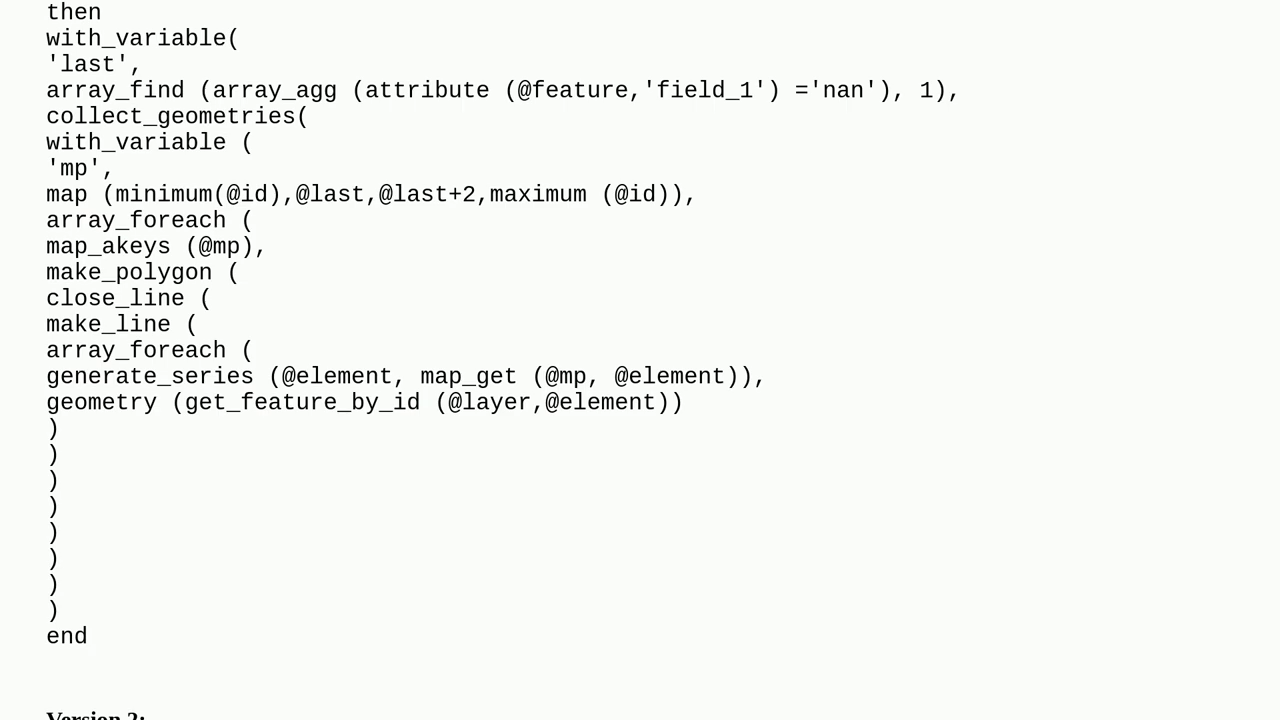 then
with_variable(
'last',
array_find (array_agg (attribute (@feature,'field_1') ='nan'), 1),
collect_geometries(
with_variable (
'mp',
map (minimum(@id),@last,@last+2,maximum (@id)),
array_foreach (
map_akeys (@mp),
make_polygon (
close_line (
make_line (
array_foreach (
generate_series (@element, map_get (@mp, @element)),
geometry (get_feature_by_id (@layer,@element))
)
)
)
)
)
)
)
)
end
Version 2: